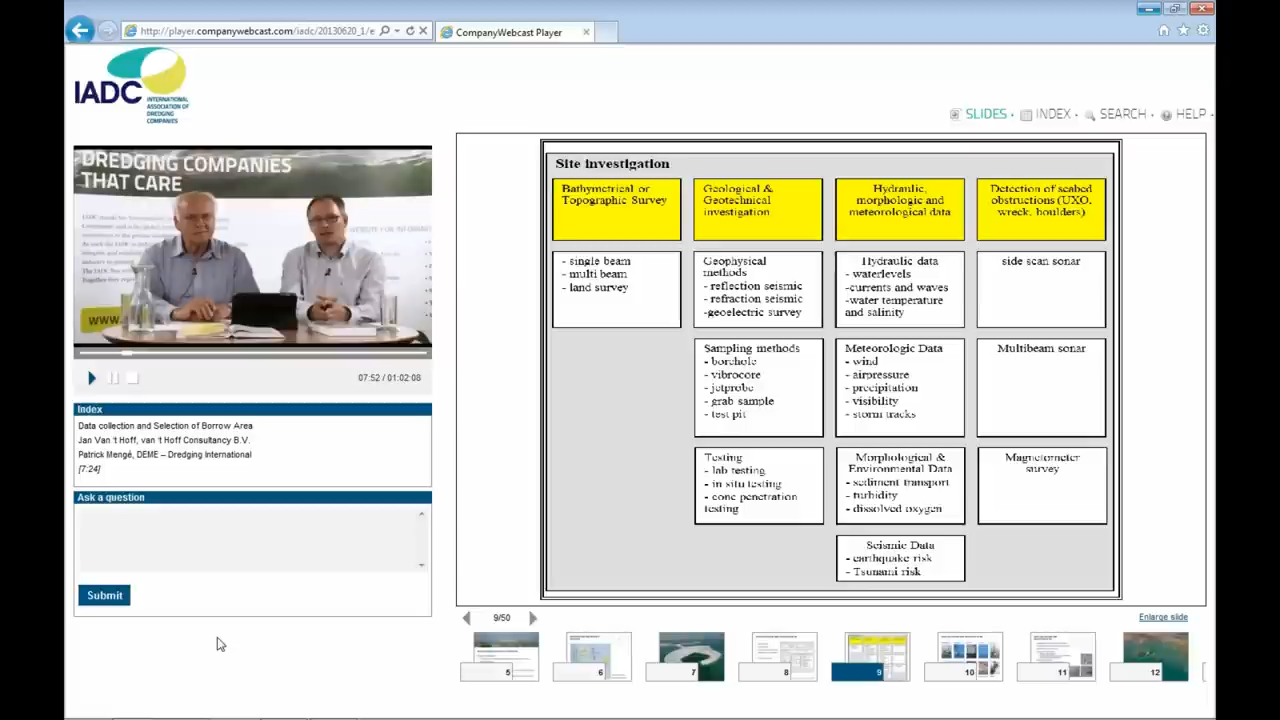 http://player.companywebcast.com/iadc/20130620_1/e
CompanyWebcast Player
IADC
INTERNATIONAL
ASSOCIATION OF
DREDGING
COMPANIES
SLIDES
INDEX
SEARCH
HELP
DREDGING COMPANIES
THAT CARE
www.
07:52 / 01:02:08
Index
Data collection and Selection of Borrow Area
Jan Van 't Hoff, van 't Hoff Consultancy B.V.
Patrick Mengé, DEME – Dredging International
[7:24]
Ask a question
Submit
Site investigation
Bathymetrical or
Topographic Survey
- single beam
- multi beam
- land survey
Geological &
Geotechnical
investigation
Geophysical
methods
- reflection seismic
- refraction seismic
-geoelectric survey
Sampling methods
- borehole
- vibrocore
- jetprobe
- grab sample
- test pit
Testing
- lab testing
- in situ testing
- cone penetration
testing
Hydraulic,
morphologic and
meteorological data
Hydraulic data
- waterlevels
-currents and waves
-water temperature
and salinity
Meteorologic Data
- wind
- airpressure
- precipitation
- visibility
- storm tracks
Morphological &
Environmental Data
- sediment transport
- turbidity
- dissolved oxygen
Seismic Data
- earthquake risk
- Tsunami risk
Detection of seabed
obstructions (UXO,
wreck, boulders)
side scan sonar
Multibeam sonar
Magnetometer
survey
9/50
Enlarge slide
5
6
7
8
9
10
11
12